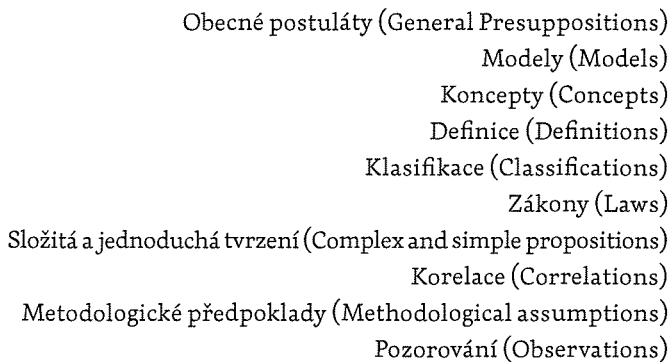 Obecné postuláty (General Presuppositions)
Modely (Models)
Koncepty (Concepts)
Definice (Definitions)
Klasifikace (Classifications)
Zákony (Laws)
Složitá a jednoduchá tvrzení (Complex and simple propositions)
Korelace (Correlations)
Metodologické předpoklady (Methodological assumptions)
Pozorování (Observations)